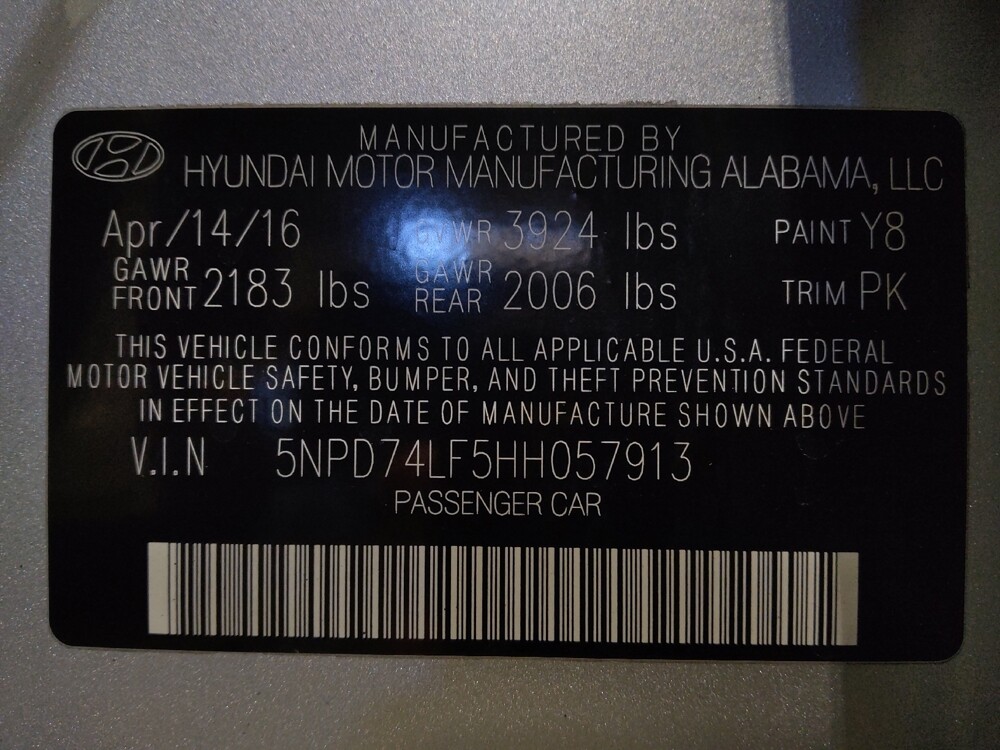 MANUFACTURED BY
HYUNDAI MOTOR MANUFACTURING ALABAMA, LLC
Apr/14/16 GVWR 3924 lbs PAINT Y8
GAWR FRONT 2183 lbs GAWR REAR 2006 lbs TRIM PK
THIS VEHICLE CONFORMS TO ALL APPLICABLE U.S.A. FEDERAL
MOTOR VEHICLE SAFETY, BUMPER, AND THEFT PREVENTION STANDARDS
IN EFFECT ON THE DATE OF MANUFACTURE SHOWN ABOVE
V.I.N 5NPD74LF5HH057913
PASSENGER CAR